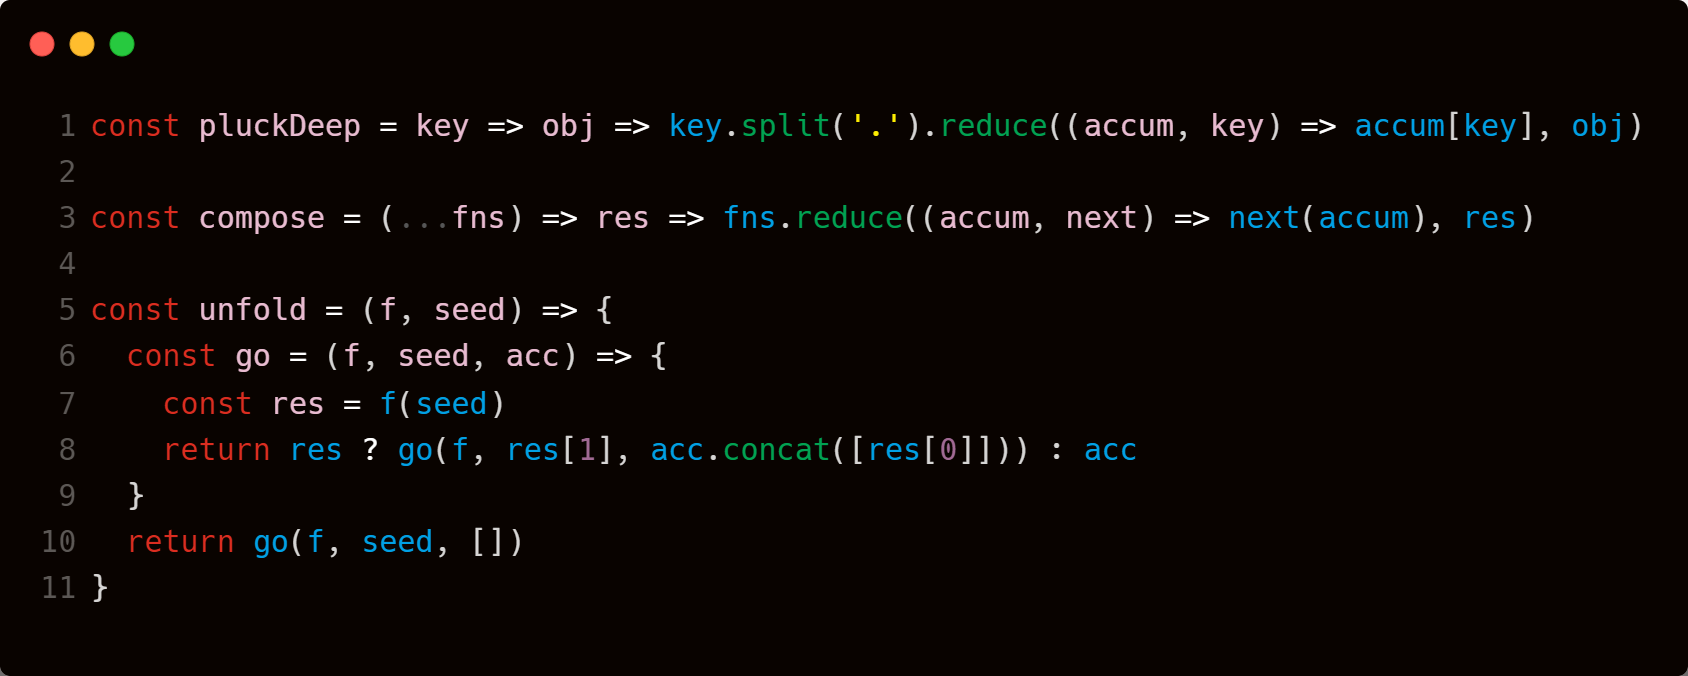 1 const pluckDeep = key => obj => key.split('.').reduce((accum, key) => accum[key], obj)
2
3 const compose = (...fns) => res => fns.reduce((accum, next) => next(accum), res)
4
5 const unfold = (f, seed) => {
6   const go = (f, seed, acc) => {
7     const res = f(seed)
8     return res ? go(f, res[1], acc.concat([res[0]])) : acc
9   }
10   return go(f, seed, [])
11 }